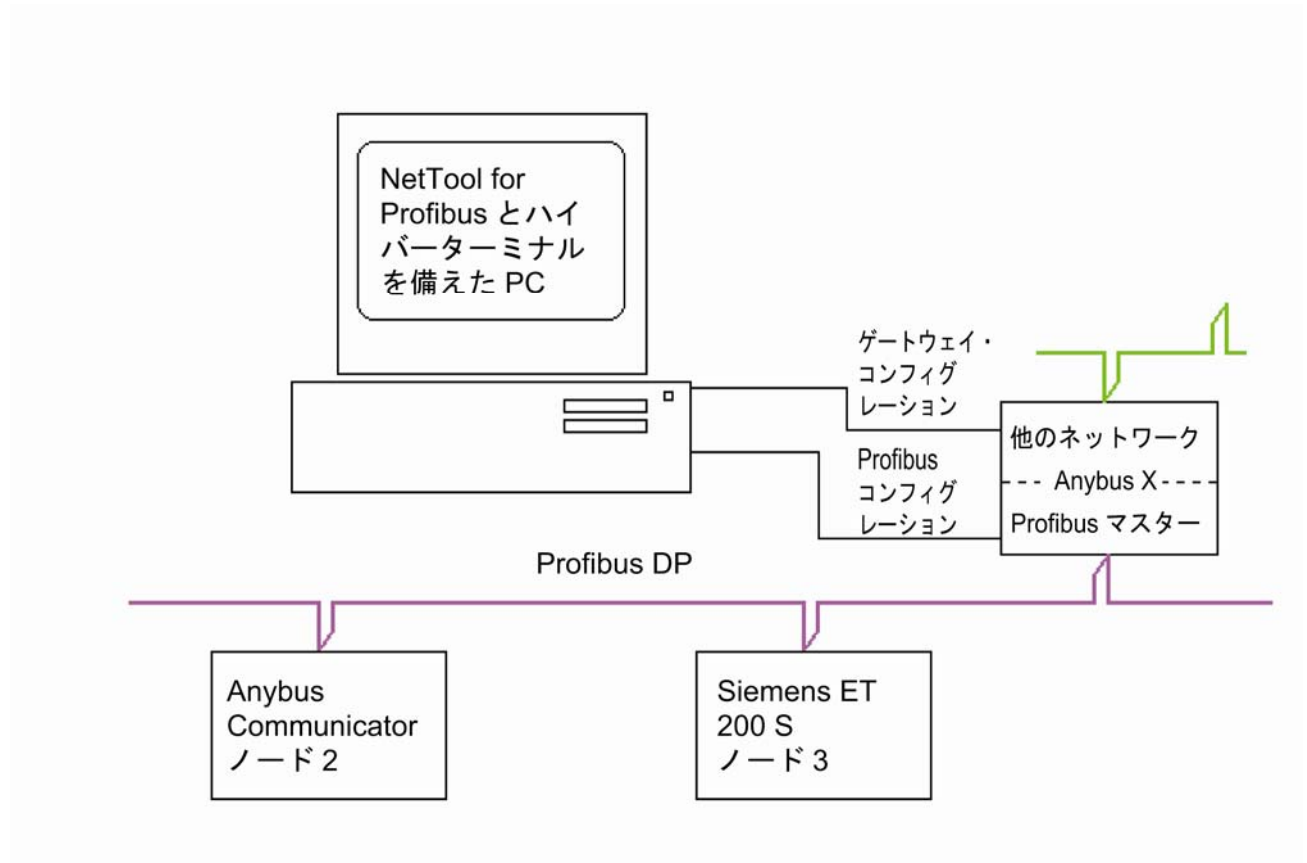 NetTool for
Profibus とハイ
バーターミナル
を備えた PC
ゲートウェイ・
コンフィグ
レーション
他のネットワーク
Profibus
コンフィグ
レーション
Anybus X
Profibus マスター
Profibus DP
Anybus
Communicator
ノード 2
Siemens ET
200 S
ノード 3